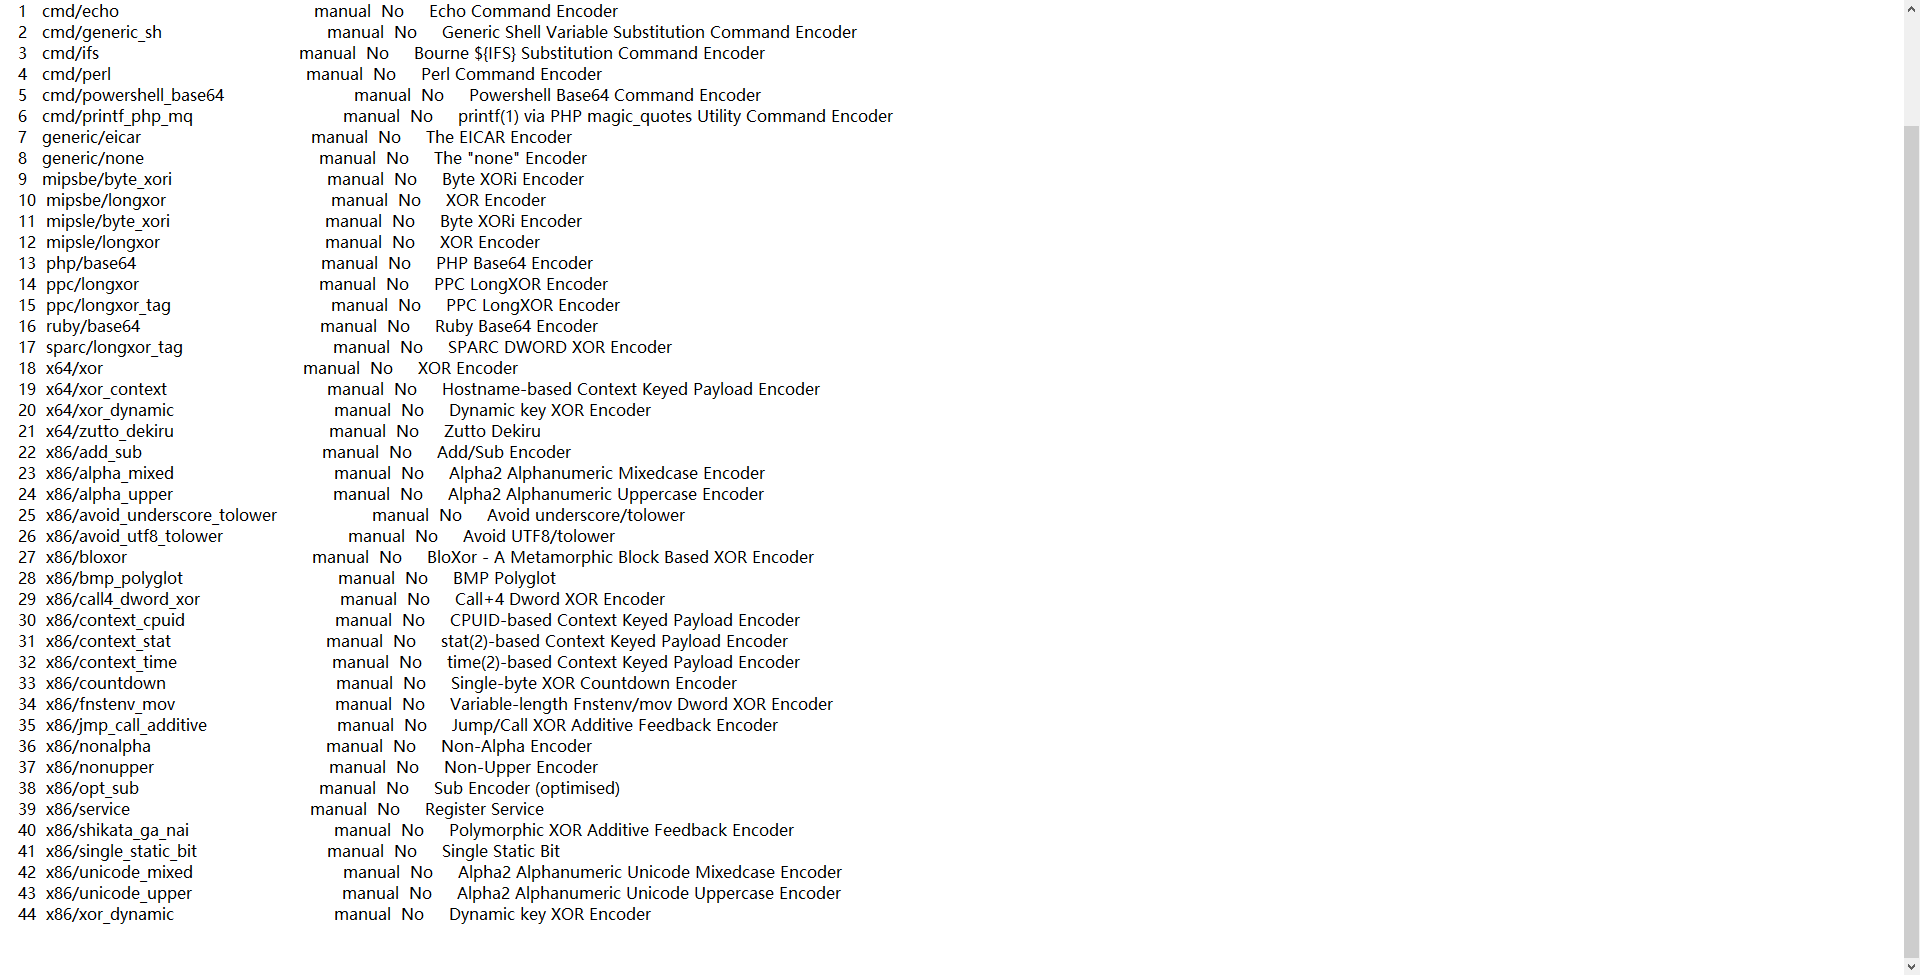 1 cmd/echo manual No Echo Command Encoder
2 cmd/generic_sh manual No Generic Shell Variable Substitution Command Encoder
3 cmd/ifs manual No Bourne ${IFS} Substitution Command Encoder
4 cmd/perl manual No Perl Command Encoder
5 cmd/powershell_base64 manual No Powershell Base64 Command Encoder
6 cmd/printf_php_mq manual No printf(1) via PHP magic_quotes Utility Command Encoder
7 generic/eicar manual No The EICAR Encoder
8 generic/none manual No The "none" Encoder
9 mipsbe/byte_xori manual No Byte XORi Encoder
10 mipsbe/longxor manual No XOR Encoder
11 mipsle/byte_xori manual No Byte XORi Encoder
12 mipsle/longxor manual No XOR Encoder
13 php/base64 manual No PHP Base64 Encoder
14 ppc/longxor manual No PPC LongXOR Encoder
15 ppc/longxor_tag manual No PPC LongXOR Encoder
16 ruby/base64 manual No Ruby Base64 Encoder
17 sparc/longxor_tag manual No SPARC DWORD XOR Encoder
18 x64/xor manual No XOR Encoder
19 x64/xor_context manual No Hostname-based Context Keyed Payload Encoder
20 x64/xor_dynamic manual No Dynamic key XOR Encoder
21 x64/zutto_dekiru manual No Zutto Dekiru
22 x86/add_sub manual No Add/Sub Encoder
23 x86/alpha_mixed manual No Alpha2 Alphanumeric Mixedcase Encoder
24 x86/alpha_upper manual No Alpha2 Alphanumeric Uppercase Encoder
25 x86/avoid_underscore_tolower manual No Avoid underscore/tolower
26 x86/avoid_utf8_tolower manual No Avoid UTF8/tolower
27 x86/bloxor manual No BloXor - A Metamorphic Block Based XOR Encoder
28 x86/bmp_polyglot manual No BMP Polyglot
29 x86/call4_dword_xor manual No Call+4 Dword XOR Encoder
30 x86/context_cpuid manual No CPUID-based Context Keyed Payload Encoder
31 x86/context_stat manual No stat(2)-based Context Keyed Payload Encoder
32 x86/context_time manual No time(2)-based Context Keyed Payload Encoder
33 x86/countdown manual No Single-byte XOR Countdown Encoder
34 x86/fnstenv_mov manual No Variable-length Fnstenv/mov Dword XOR Encoder
35 x86/jmp_call_additive manual No Jump/Call XOR Additive Feedback Encoder
36 x86/nonalpha manual No Non-Alpha Encoder
37 x86/nonupper manual No Non-Upper Encoder
38 x86/opt_sub manual No Sub Encoder (optimised)
39 x86/service manual No Register Service
40 x86/shikata_ga_nai manual No Polymorphic XOR Additive Feedback Encoder
41 x86/single_static_bit manual No Single Static Bit
42 x86/unicode_mixed manual No Alpha2 Alphanumeric Unicode Mixedcase Encoder
43 x86/unicode_upper manual No Alpha2 Alphanumeric Unicode Uppercase Encoder
44 x86/xor_dynamic manual No Dynamic key XOR Encoder